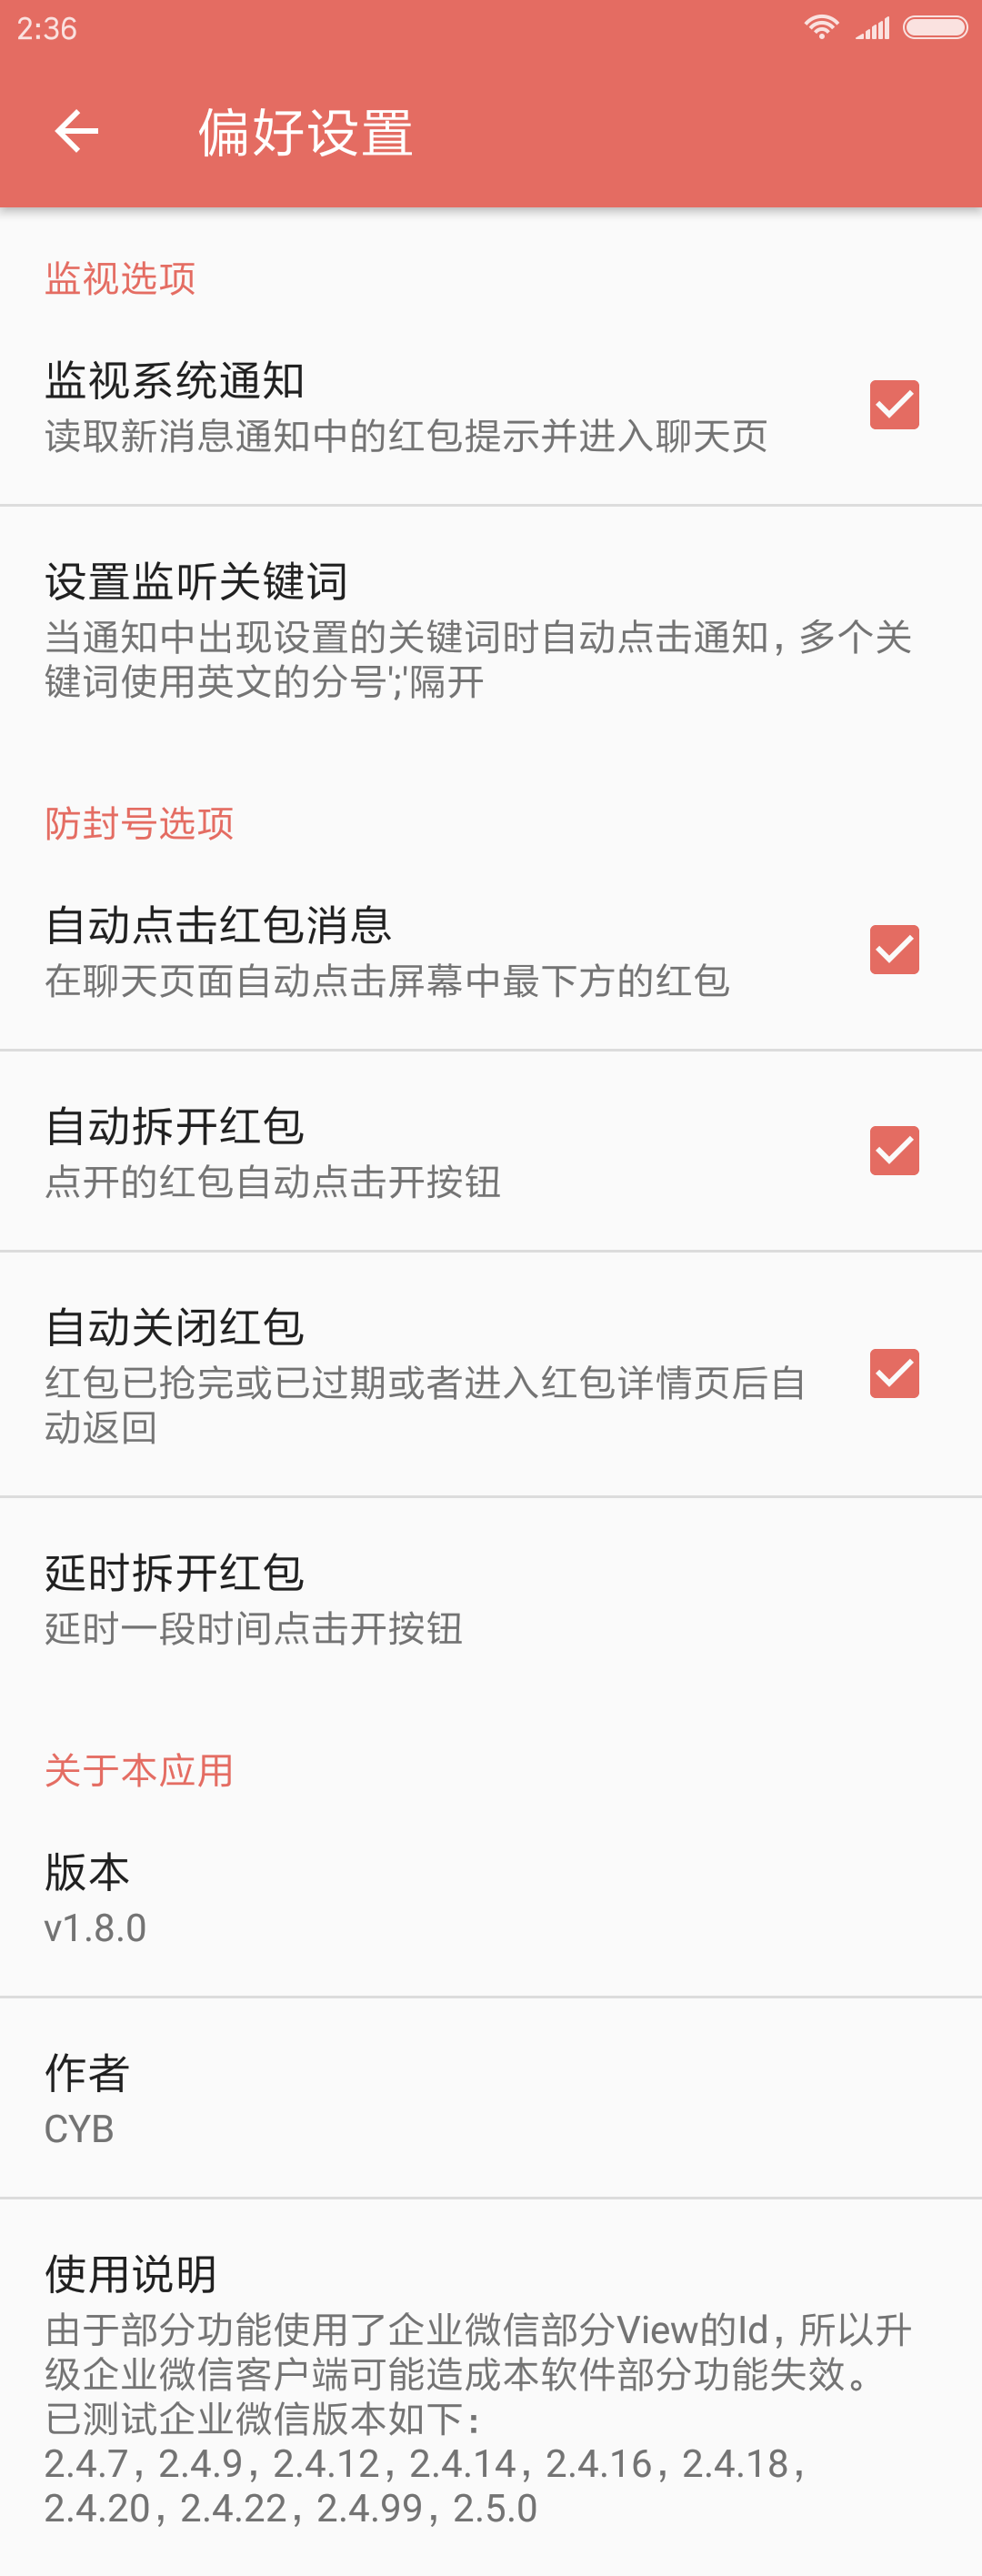 2:36
偏好设置
监视选项
监视系统通知
读取新消息通知中的红包提示并进入聊天页
设置监听关键词
当通知中出现设置的关键词时自动点击通知，多个关
键词使用英文的分号';'隔开
防封号选项
自动点击红包消息
在聊天页面自动点击屏幕中最下方的红包
自动拆开红包
点开的红包自动点击开按钮
自动关闭红包
红包已抢完或已过期或者进入红包详情页后自
动返回
延时拆开红包
延时一段时间点击开按钮
关于本应用
版本
v1.8.0
作者
CYB
使用说明
由于部分功能使用了企业微信部分View的Id，所以升
级企业微信客户端可能造成本软件部分功能失效。
已测试企业微信版本如下：
2.4.7，2.4.9，2.4.12，2.4.14，2.4.16，2.4.18，
2.4.20，2.4.22，2.4.99，2.5.0